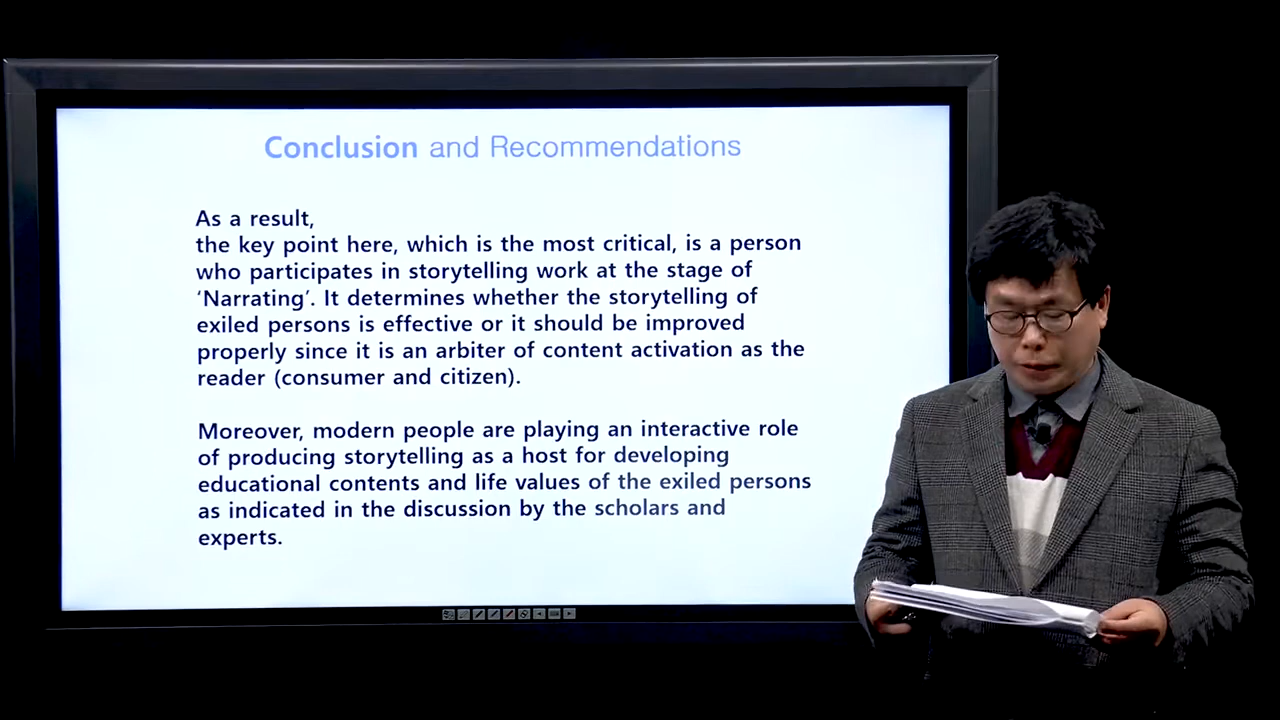 Conclusion and Recommendations
As a result,
the key point here, which is the most critical, is a person
who participates in storytelling work at the stage of
‘Narrating’. It determines whether the storytelling of
exiled persons is effective or it should be improved
properly since it is an arbiter of content activation as the
reader (consumer and citizen).
Moreover, modern people are playing an interactive role
of producing storytelling as a host for developing
educational contents and life values of the exiled persons
as indicated in the discussion by the scholars and
experts.